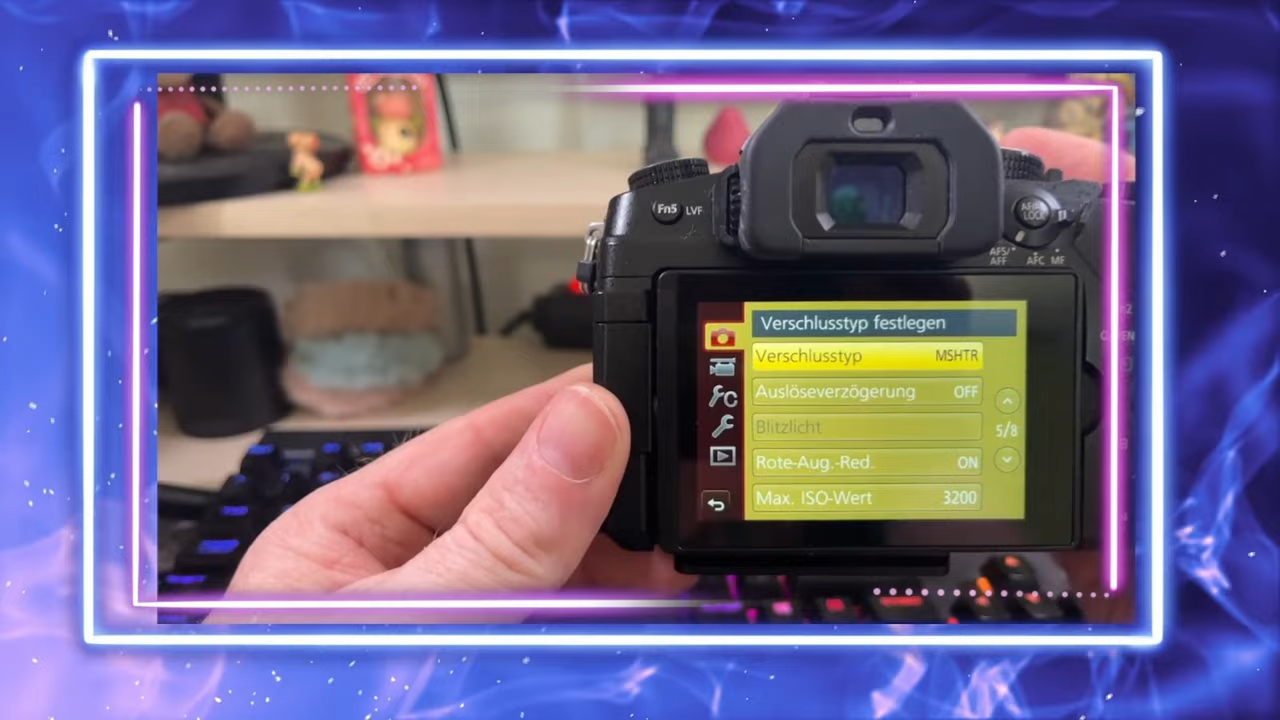 Fn5 LVF
AF/AE LOCK
AFS/AFF AFC MF
Verschlusstyp festlegen
Verschlusstyp MSHTR
Auslöseverzögerung OFF
Blitzlicht
5/8
Rote-Aug.-Red. ON
Max. ISO-Wert 3200